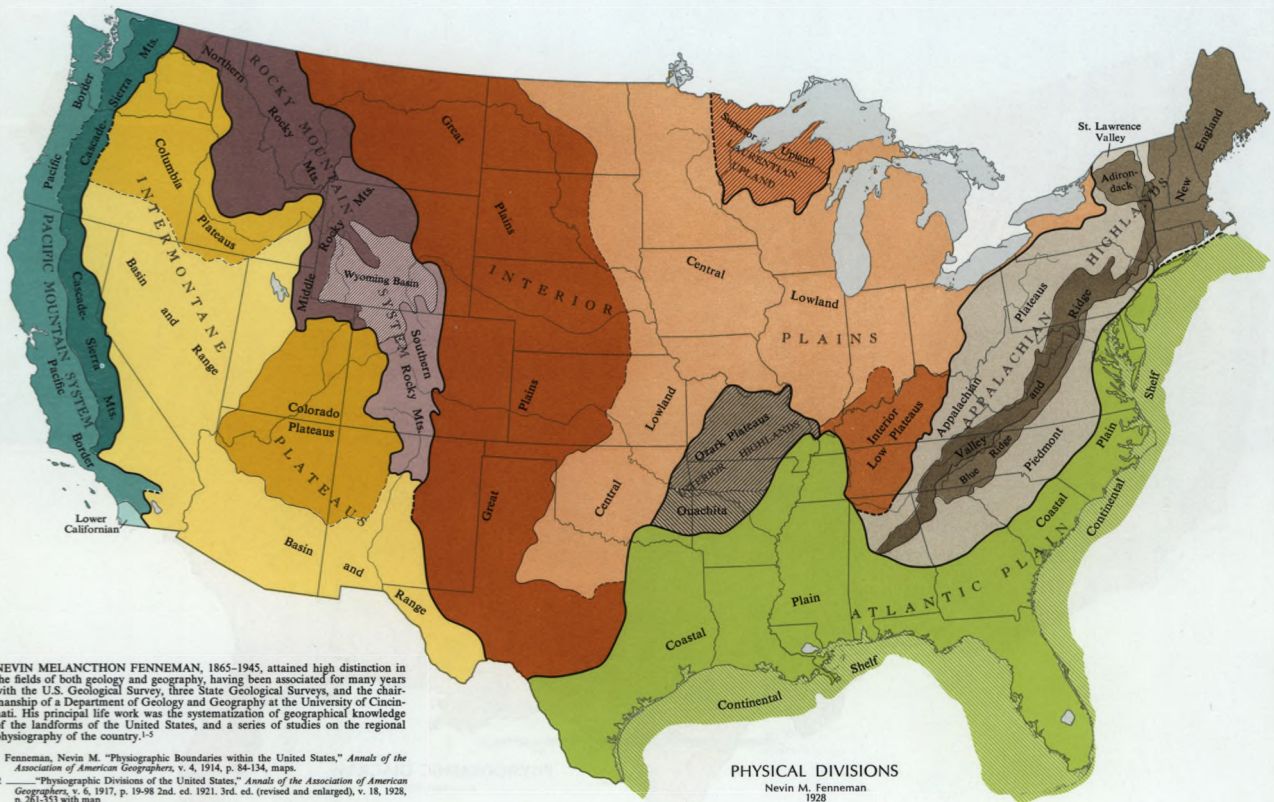 Northern
ROCKY MOUNTAIN SYSTEM
Rocky
Mts.
Border
Cascade-
Sierra
Mts.
Great
Superior
Upland
LAURENTIAN
UPLAND
St. Lawrence
Valley
New
England
Adiron-
dack
Pacific
Columbia
Plateaus
INTERMONTANE
PLATEAUS
Middle
Rocky
Mts.
Wyoming Basin
Plains
INTERIOR
PLAINS
Central
Lowland
PACIFIC MOUNTAIN SYSTEM
Basin
and
Range
Cascade-
Sierra
Mts.
Pacific
Border
Southern
Rocky
Mts.
Plains
Lowland
Appalachian
Plateaus
APPALACHIAN
HIGHLANDS
Valley
and
Ridge
Blue
Ridge
Piedmont
Colorado
Plateaus
Ozark Plateaus
INTERIOR HIGHLANDS
Ouachita
Interior
Low Plateaus
Lower
Californian
Great
Central
Basin
and
Range
Coastal
Plain
ATLANTIC PLAIN
Coastal
Plain
Continental
Shelf
Continental
Shelf
NEVIN MELANCTHON FENNEMAN, 1865–1945, attained high distinction in
the fields of both geology and geography, having been associated for many years
with the U.S. Geological Survey, three State Geological Surveys, and the chair-
manship of a Department of Geology and Geography at the University of Cincin-
nati. His principal life work was the systematization of geographical knowledge
of the landforms of the United States, and a series of studies on the regional
physiography of the country.1–5
Fenneman, Nevin M. “Physiographic Boundaries within the United States,” Annals of the
Association of American Geographers, v. 4, 1914, p. 84-134, maps.
“Physiographic Divisions of the United States,” Annals of the Association of American
Geographers, v. 6, 1917, p. 19-98 2nd. ed. 1921. 3rd. ed. (revised and enlarged), v. 18, 1928,
p. 261-353 with map
PHYSICAL DIVISIONS
Nevin M. Fenneman
1928